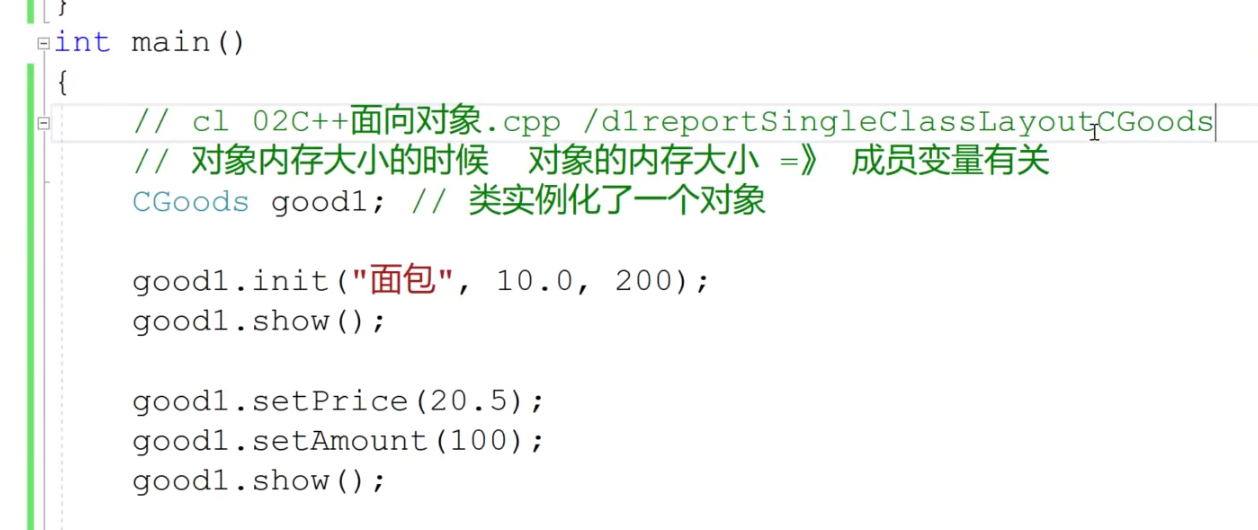 }
int main()
{
// cl 02C++面向对象.cpp /d1reportSingleClassLayoutCGoods
// 对象内存大小的时候  对象的内存大小 =》 成员变量有关
CGoods good1; // 类实例化了一个对象
good1.init("面包", 10.0, 200);
good1.show();
good1.setPrice(20.5);
good1.setAmount(100);
good1.show();